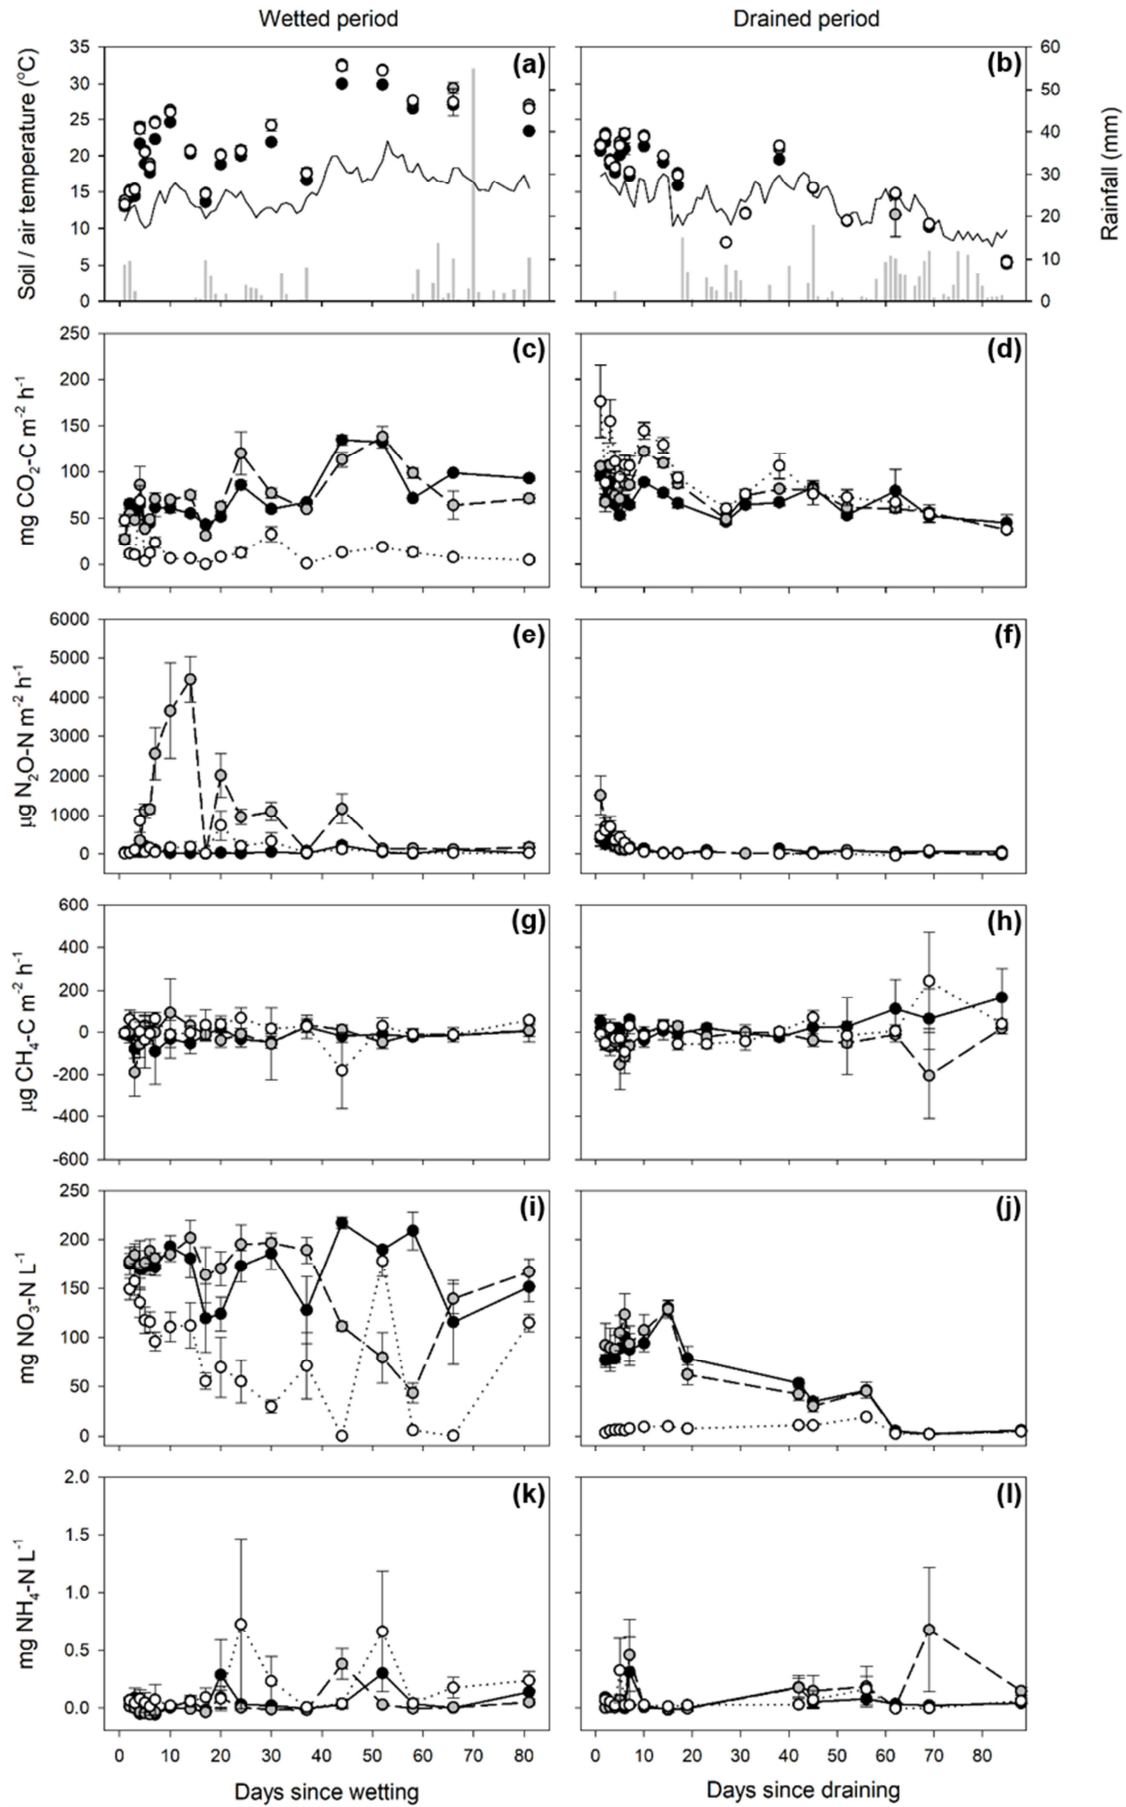 Wetted period
Drained period
Soil / air temperature (°C)
35
30
25
20
15
10
5
0
(a)
(b)
60
50
40
30
20
10
0
Rainfall (mm)
mg CO₂-C m⁻² h⁻¹
250
200
150
100
50
0
(c)
(d)
µg N₂O-N m⁻² h⁻¹
6000
5000
4000
3000
2000
1000
0
(e)
(f)
µg CH₄-C m⁻² h⁻¹
600
400
200
0
-200
-400
-600
(g)
(h)
mg NO₃-N L⁻¹
250
200
150
100
50
0
(i)
(j)
mg NH₄-N L⁻¹
2.0
1.5
1.0
0.5
0.0
(k)
(l)
0 10 20 30 40 50 60 70 80
0 10 20 30 40 50 60 70 80
Days since wetting
Days since draining